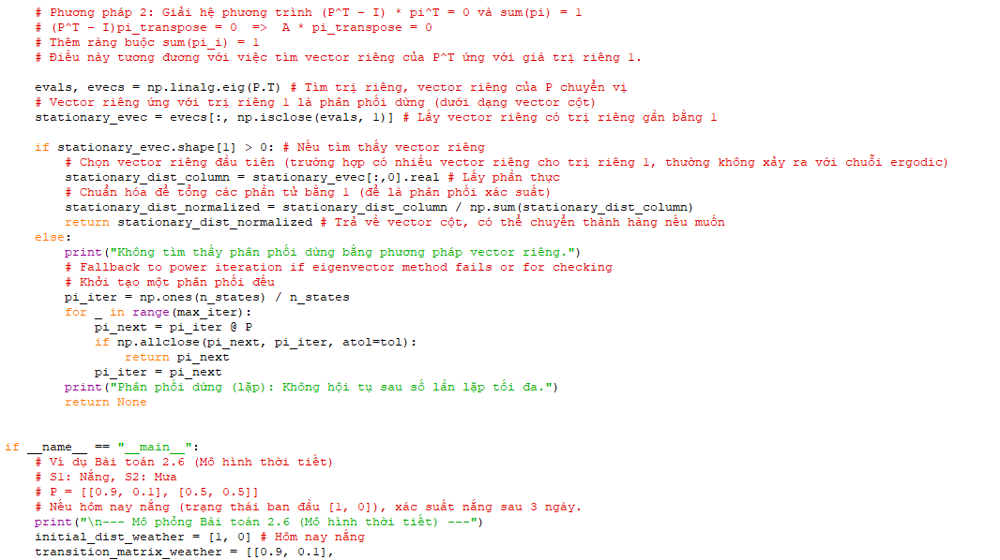 # Phương pháp 2: Giải hệ phương trình (P^T - I) * pi^T = 0 và sum(pi) = 1
# (P^T - I)pi_transpose = 0  =>  A * pi_transpose = 0
# Thêm ràng buộc sum(pi_i) = 1
# Điều này tương đương với việc tìm vector riêng của P^T ứng với giá trị riêng 1.
evals, evecs = np.linalg.eig(P.T) # Tìm trị riêng, vector riêng của P chuyển vị
# Vector riêng ứng với trị riêng 1 là phân phối dừng (dưới dạng vector cột)
stationary_evec = evecs[:, np.isclose(evals, 1)] # Lấy vector riêng có trị riêng gần bằng 1
if stationary_evec.shape[1] > 0: # Nếu tìm thấy vector riêng
# Chọn vector riêng đầu tiên (trường hợp có nhiều vector riêng cho trị riêng 1, thường không xảy ra với chuỗi ergodic)
stationary_dist_column = stationary_evec[:,0].real # Lấy phần thực
# Chuẩn hóa để tổng các phần tử bằng 1 (để là phân phối xác suất)
stationary_dist_normalized = stationary_dist_column / np.sum(stationary_dist_column)
return stationary_dist_normalized # Trả về vector cột, có thể chuyển thành hàng nếu muốn
else:
print("Không tìm thấy phân phối dừng bằng phương pháp vector riêng.")
# Fallback to power iteration if eigenvector method fails or for checking
# Khởi tạo một phân phối đều
pi_iter = np.ones(n_states) / n_states
for _ in range(max_iter):
pi_next = pi_iter @ P
if np.allclose(pi_next, pi_iter, atol=tol):
return pi_next
pi_iter = pi_next
print("Phân phối dừng (lặp): Không hội tụ sau số lần lặp tối đa.")
return None
if __name__ == "__main__":
# Ví dụ Bài toán 2.6 (Mô hình thời tiết)
# S1: Nắng, S2: Mưa
# P = [[0.9, 0.1], [0.5, 0.5]]
# Nếu hôm nay nắng (trạng thái ban đầu [1, 0]), xác suất nắng sau 3 ngày.
print("\n--- Mô phỏng Bài toán 2.6 (Mô hình thời tiết) ---")
initial_dist_weather = [1, 0] # Hôm nay nắng
transition_matrix_weather = [[0.9, 0.1],